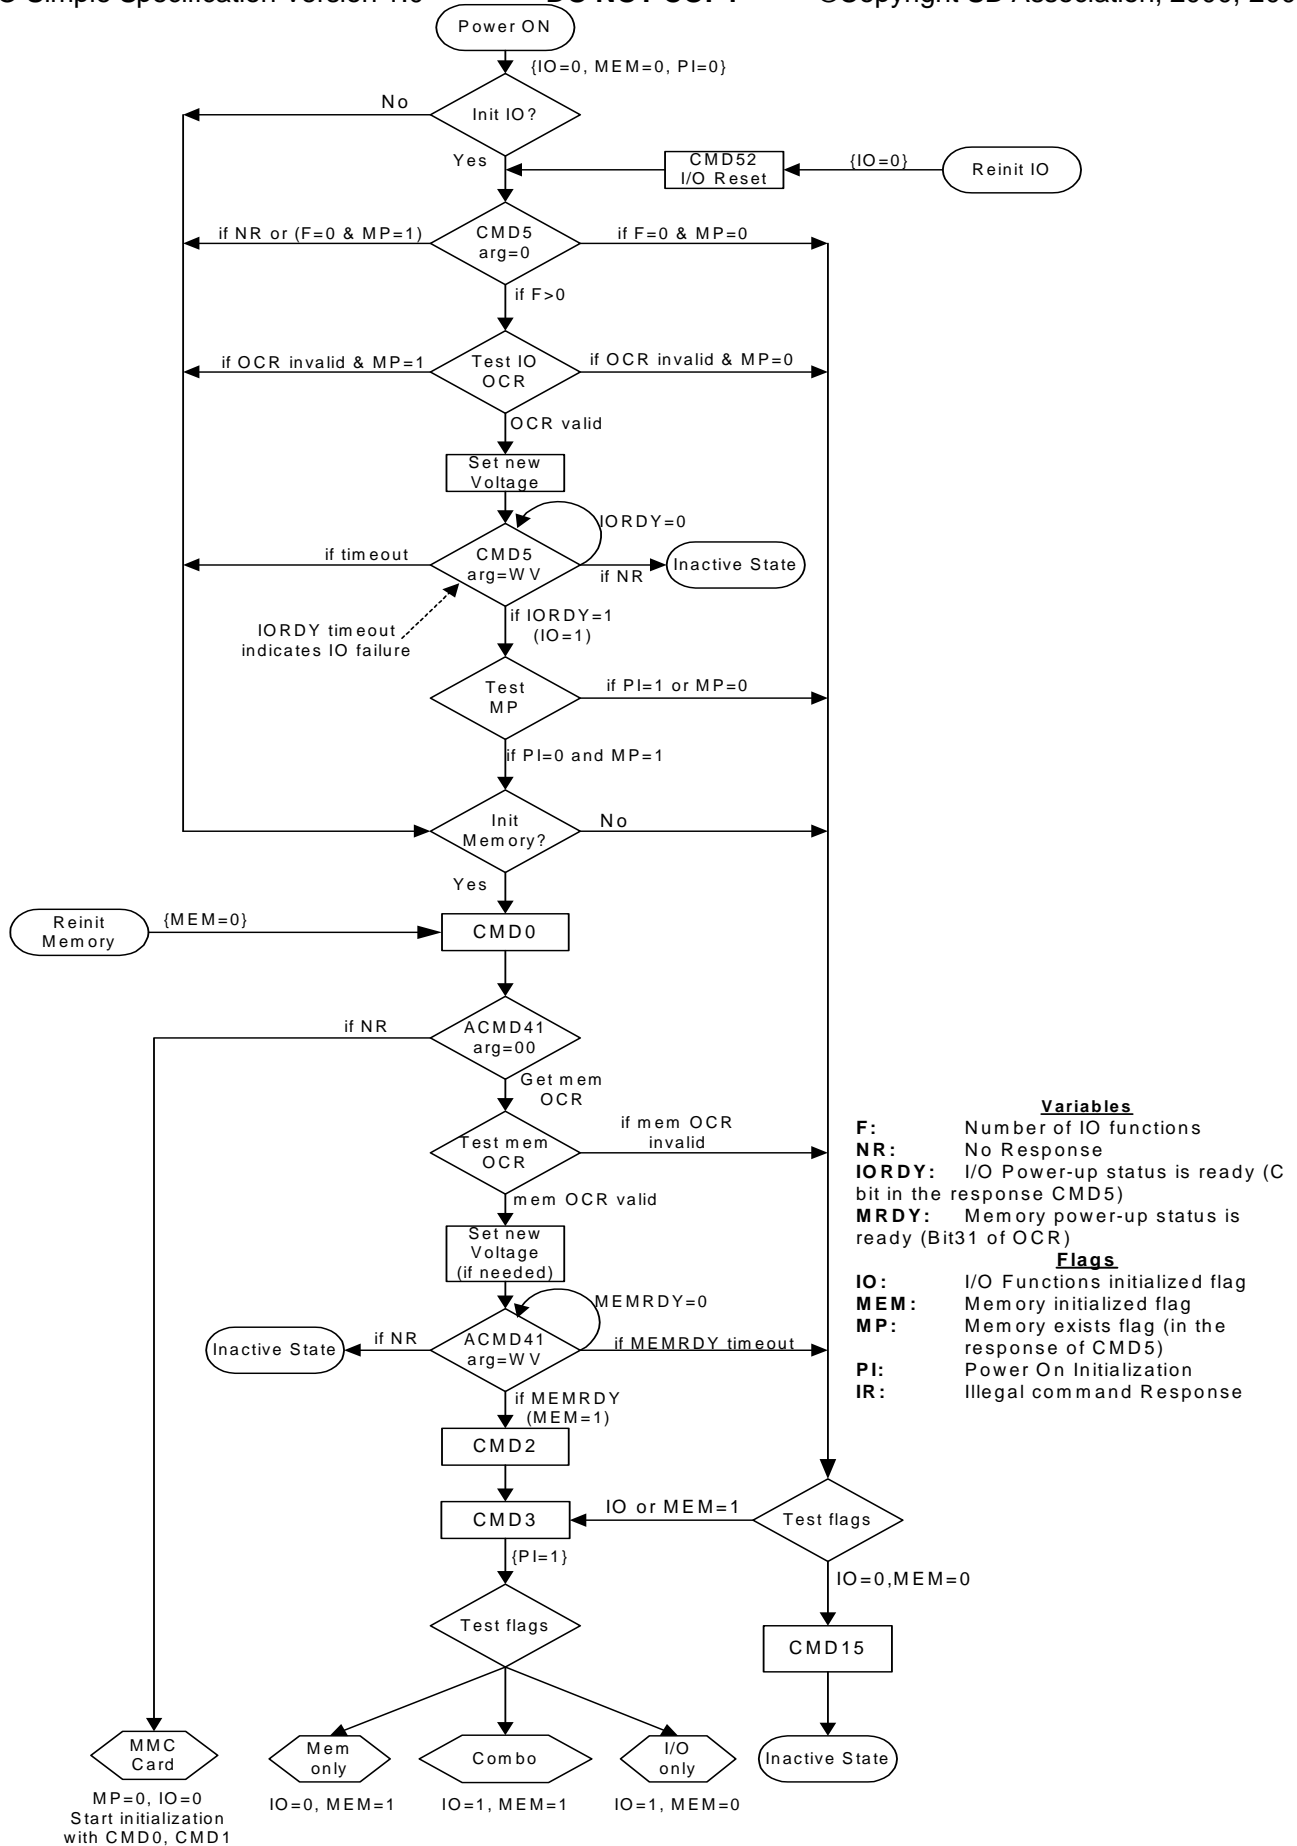 Simple Specification Version 1.0
©Copyright SD Association,
Power ON
{IO=0, MEM=0, PI=0}
No
Init IO?
Yes
CMD52
I/O Reset
{IO=0}
Reinit IO
if NR or (F=0 & MP=1)
CMD5
arg=0
if F=0 & MP=0
if F>0
if OCR invalid & MP=1
Test IO
OCR
if OCR invalid & MP=0
OCR valid
Set new
Voltage
IORDY=0
if timeout
CMD5
arg=WV
if NR
Inactive State
if IORDY=1
(IO=1)
IORDY timeout
indicates IO failure
Test
MP
if PI=1 or MP=0
if PI=0 and MP=1
Init
Memory?
No
Yes
Reinit
Memory
{MEM=0}
CMD0
if NR
ACMD41
arg=00
Get mem
OCR
Test mem
OCR
if mem OCR
invalid
mem OCR valid
Set new
Voltage
(if needed)
MEMRDY=0
Inactive State
if NR
ACMD41
arg=WV
if MEMRDY timeout
if MEMRDY
(MEM=1)
CMD2
CMD3
IO or MEM=1
Test flags
{PI=1}
IO=0,MEM=0
Test flags
CMD15
MMC
Card
Mem
only
Combo
I/O
only
Inactive State
MP=0, IO=0
Start initialization
with CMD0, CMD1
IO=0, MEM=1
IO=1, MEM=1
IO=1, MEM=0
Variables
F: Number of IO functions
NR: No Response
IORDY: I/O Power-up status is ready (C
bit in the response CMD5)
MRDY: Memory power-up status is
ready (Bit31 of OCR)
Flags
IO: I/O Functions initialized flag
MEM: Memory initialized flag
MP: Memory exists flag (in the
response of CMD5)
PI: Power On Initialization
IR: Illegal command Response